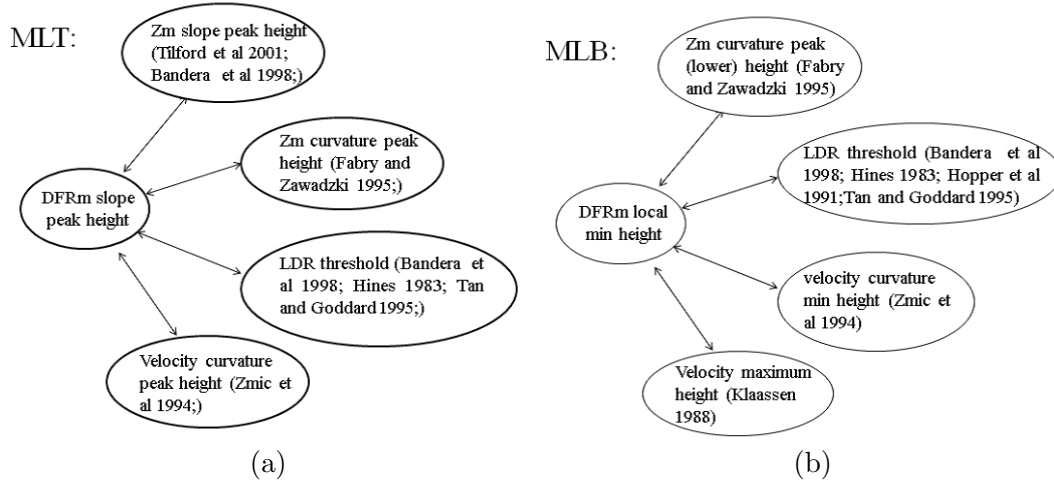 MLT:
Zm slope peak height
(Tilford et al 2001;
Bandera et al 1998;)
Zm curvature peak
height (Fabry and
Zawadzki 1995;)
DFRm slope
peak height
LDR threshold (Bandera et
al 1998; Hines 1983; Tan
and Goddard 1995;)
Velocity curvature
peak height (Zmic et
al 1994;)
(a)
MLB:
Zm curvature peak
(lower) height (Fabry
and Zawadzki 1995)
LDR threshold (Bandera et al
1998; Hines 1983; Hopper et al
1991;Tan and Goddard 1995)
DFRm local
min height
velocity curvature
min height (Zmic et
al 1994)
Velocity maximum
height (Klaassen
1988)
(b)